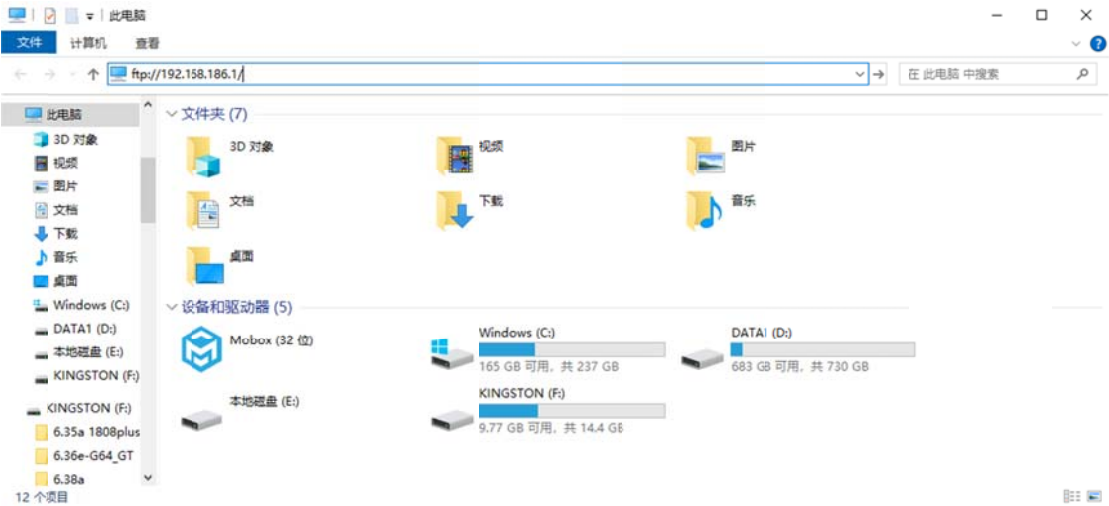 此电脑
文件 计算机 查看
ftp://192.158.186.1/ 在 此电脑 中搜索
此电脑
3D 对象
视频
图片
文档
下载
音乐
桌面
Windows (C:)
DATA1 (D:)
本地磁盘 (E:)
KINGSTON (F:)
KINGSTON (F:)
6.35a 1808plus
6.36e-G64_GT
6.38a
文件夹 (7)
3D 对象 视频 图片
文档 下载 音乐
桌面
设备和驱动器 (5)
Mobox (32 位)
Windows (C:)
165 GB 可用, 共 237 GB
DATA1 (D:)
683 GB 可用, 共 730 GB
本地磁盘 (E:)
KINGSTON (F:)
9.77 GB 可用, 共 14.4 GB
12 个项目